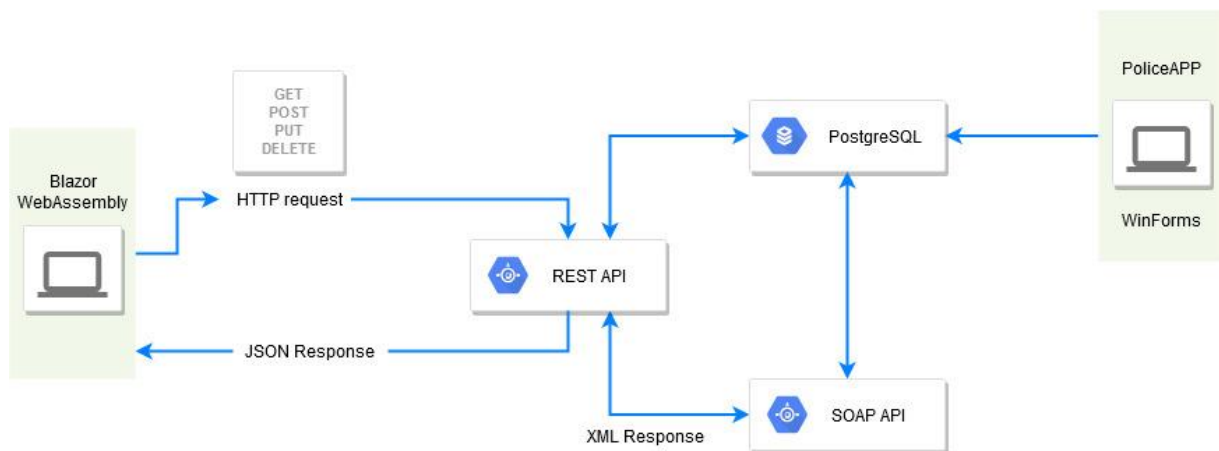 PoliceAPP
GET
POST
PUT
DELETE
PostgreSQL
Blazor
WebAssembly
HTTP request
WinForms
REST API
JSON Response
SOAP API
XML Response